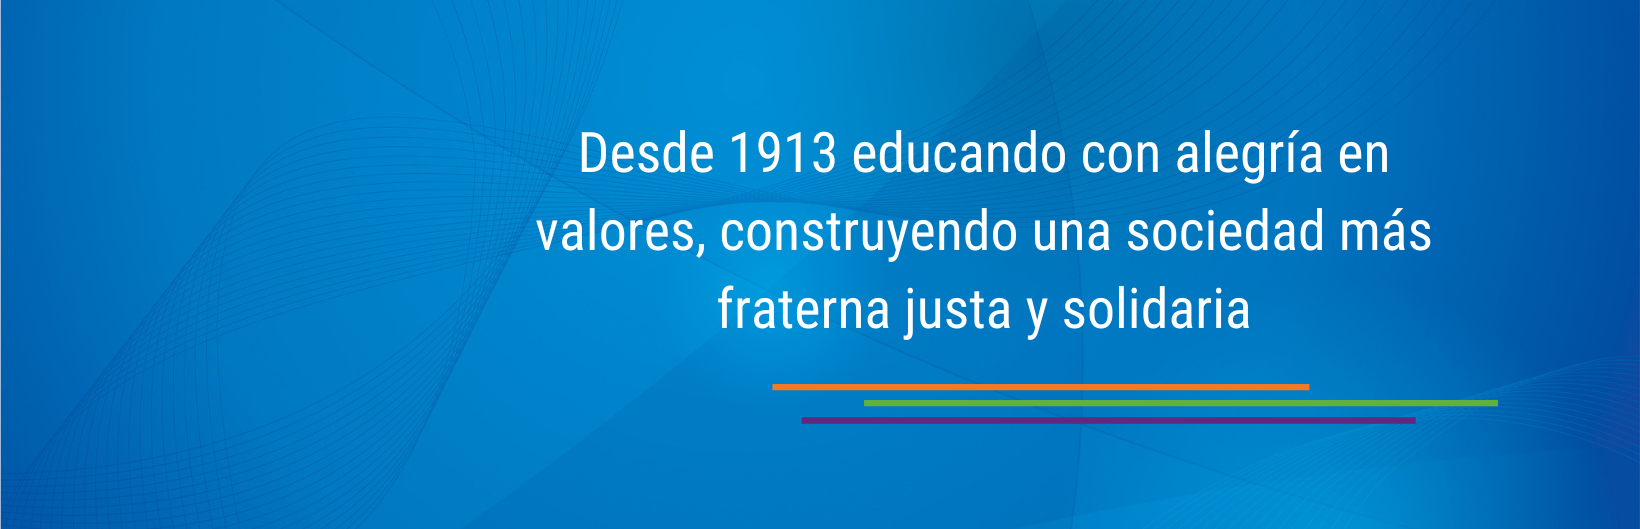 Desde 1913 educando con alegría en
valores, construyendo una sociedad más
fraterna justa y solidaria